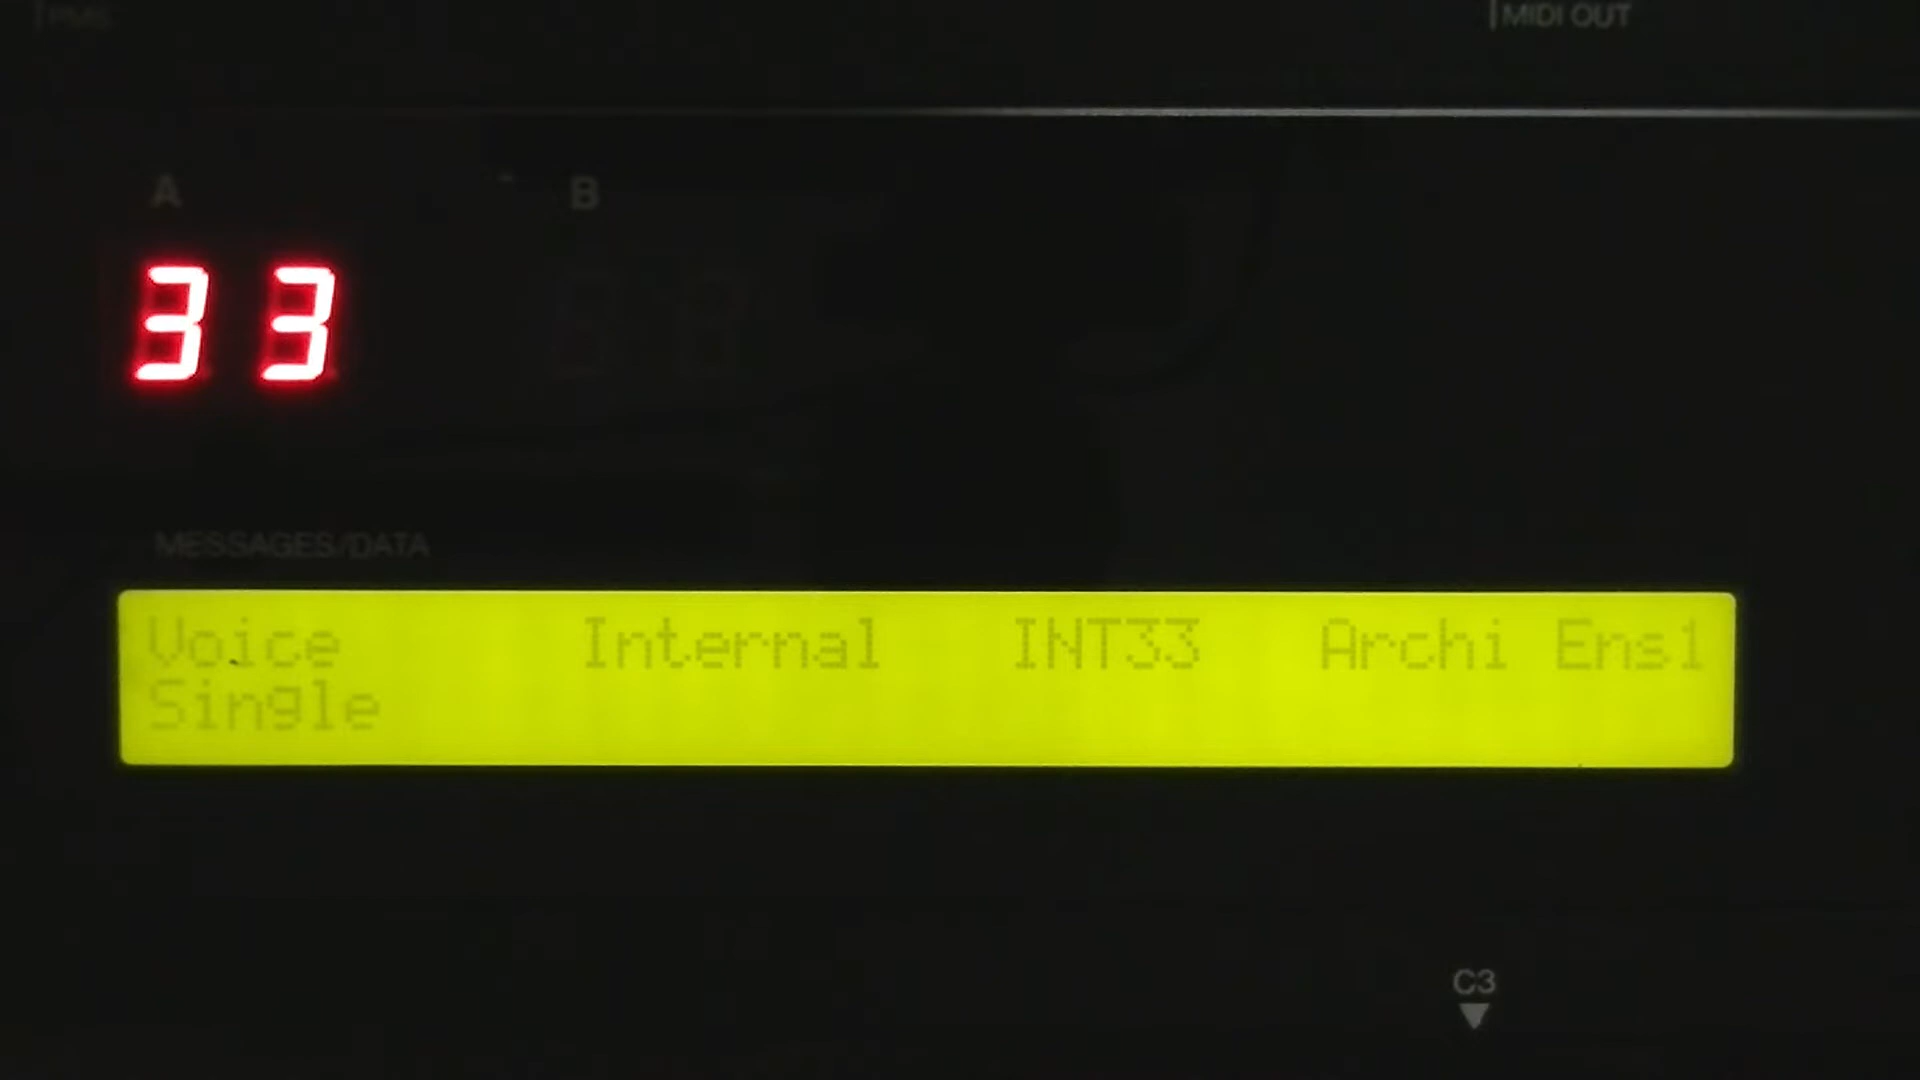 MIDI OUT
A B
33
MESSAGES/DATA
Voice Internal INT33 Archi Ens1
Single
C3